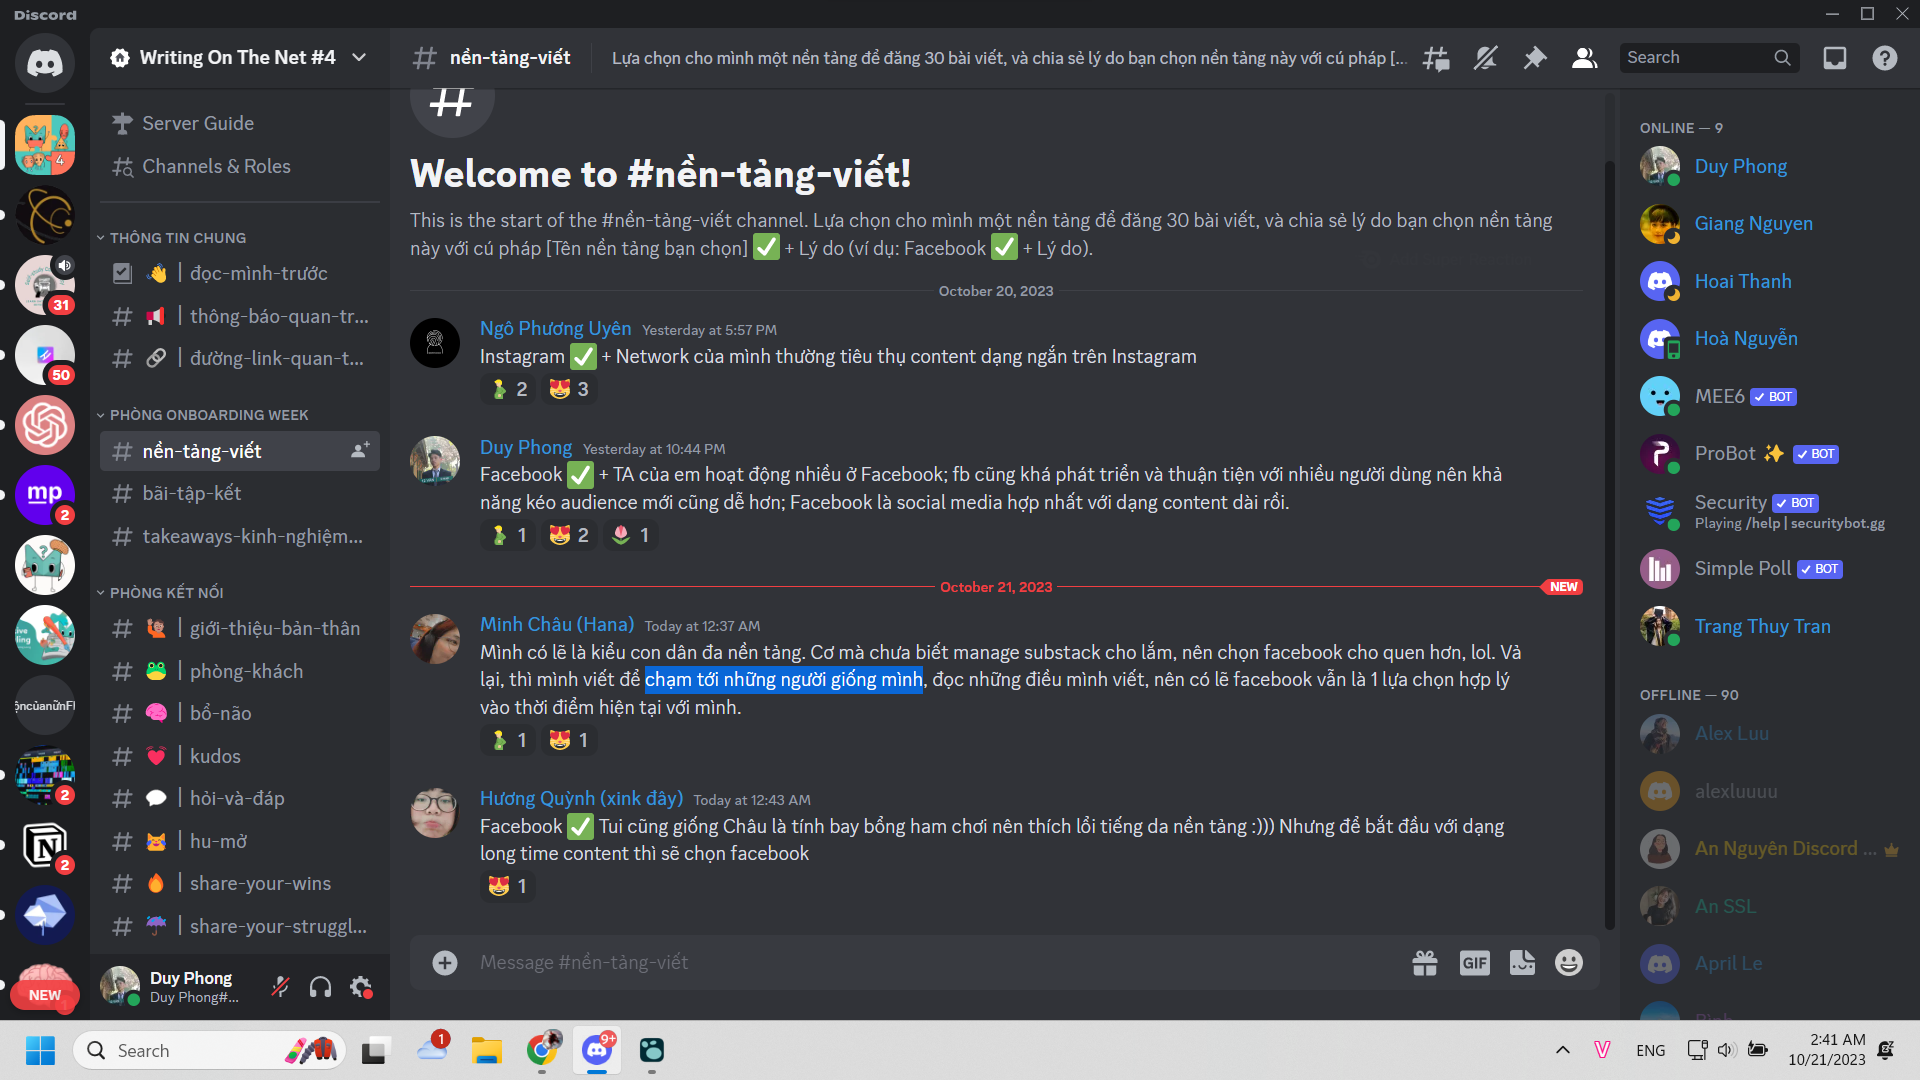 Discord
Writing On The Net #4
nền-tảng-viết
Lựa chọn cho mình một nền tảng để đăng 30 bài viết, và chia sẻ lý do bạn chọn nền tảng này với cú pháp [...
Search
Server Guide
Channels & Roles
THÔNG TIN CHUNG
đọc-mình-trước
thông-báo-quan-tr...
đường-link-quan-t...
PHÒNG ONBOARDING WEEK
nền-tảng-viết
bãi-tập-kết
takeaways-kinh-nghiệm...
PHÒNG KẾT NỐI
giới-thiệu-bản-thân
phòng-khách
bổ-não
kudos
hỏi-và-đáp
hu-mở
share-your-wins
share-your-struggl...
4
31
50
mp
2
2
2
NEW
Duy Phong
Duy Phong#...
Welcome to #nền-tảng-viết!
This is the start of the #nền-tảng-viết channel. Lựa chọn cho mình một nền tảng để đăng 30 bài viết, và chia sẻ lý do bạn chọn nền tảng
này với cú pháp [Tên nền tảng bạn chọn] ✅ + Lý do (ví dụ: Facebook ✅ + Lý do).
October 20, 2023
Ngô Phương Uyên Yesterday at 5:57 PM
Instagram ✅ + Network của mình thường tiêu thụ content dạng ngắn trên Instagram
2 3
Duy Phong Yesterday at 10:44 PM
Facebook ✅ + TA của em hoạt động nhiều ở Facebook; fb cũng khá phát triển và thuận tiện với nhiều người dùng nên khả
năng kéo audience mới cũng dễ hơn; Facebook là social media hợp nhất với dạng content dài rồi.
1 2 1
October 21, 2023 NEW
Minh Châu (Hana) Today at 12:37 AM
Mình có lẽ là kiểu con dân đa nền tảng. Cơ mà chưa biết manage substack cho lắm, nên chọn facebook cho quen hơn, lol. Vả
lại, thì mình viết để chạm tới những người giống mình, đọc những điều mình viết, nên có lẽ facebook vẫn là 1 lựa chọn hợp lý
vào thời điểm hiện tại với mình.
1 1
Hương Quỳnh (xink đây) Today at 12:43 AM
Facebook ✅ Tui cũng giống Châu là tính bay bổng ham chơi nên thích lổi tiếng da nền tảng :))) Nhưng để bắt đầu với dạng
long time content thì sẽ chọn facebook
1
Message #nền-tảng-viết
GIF
ONLINE — 9
Duy Phong
Giang Nguyen
Hoai Thanh
Hoà Nguyễn
MEE6 BOT
ProBot ✨ BOT
Security BOT
Playing /help | securitybot.gg
Simple Poll BOT
Trang Thuy Tran
OFFLINE — 90
Alex Luu
alexluuuu
An Nguyên Discord ...
An SSL
April Le
Search
1
9+
ENG
2:41 AM
10/21/2023